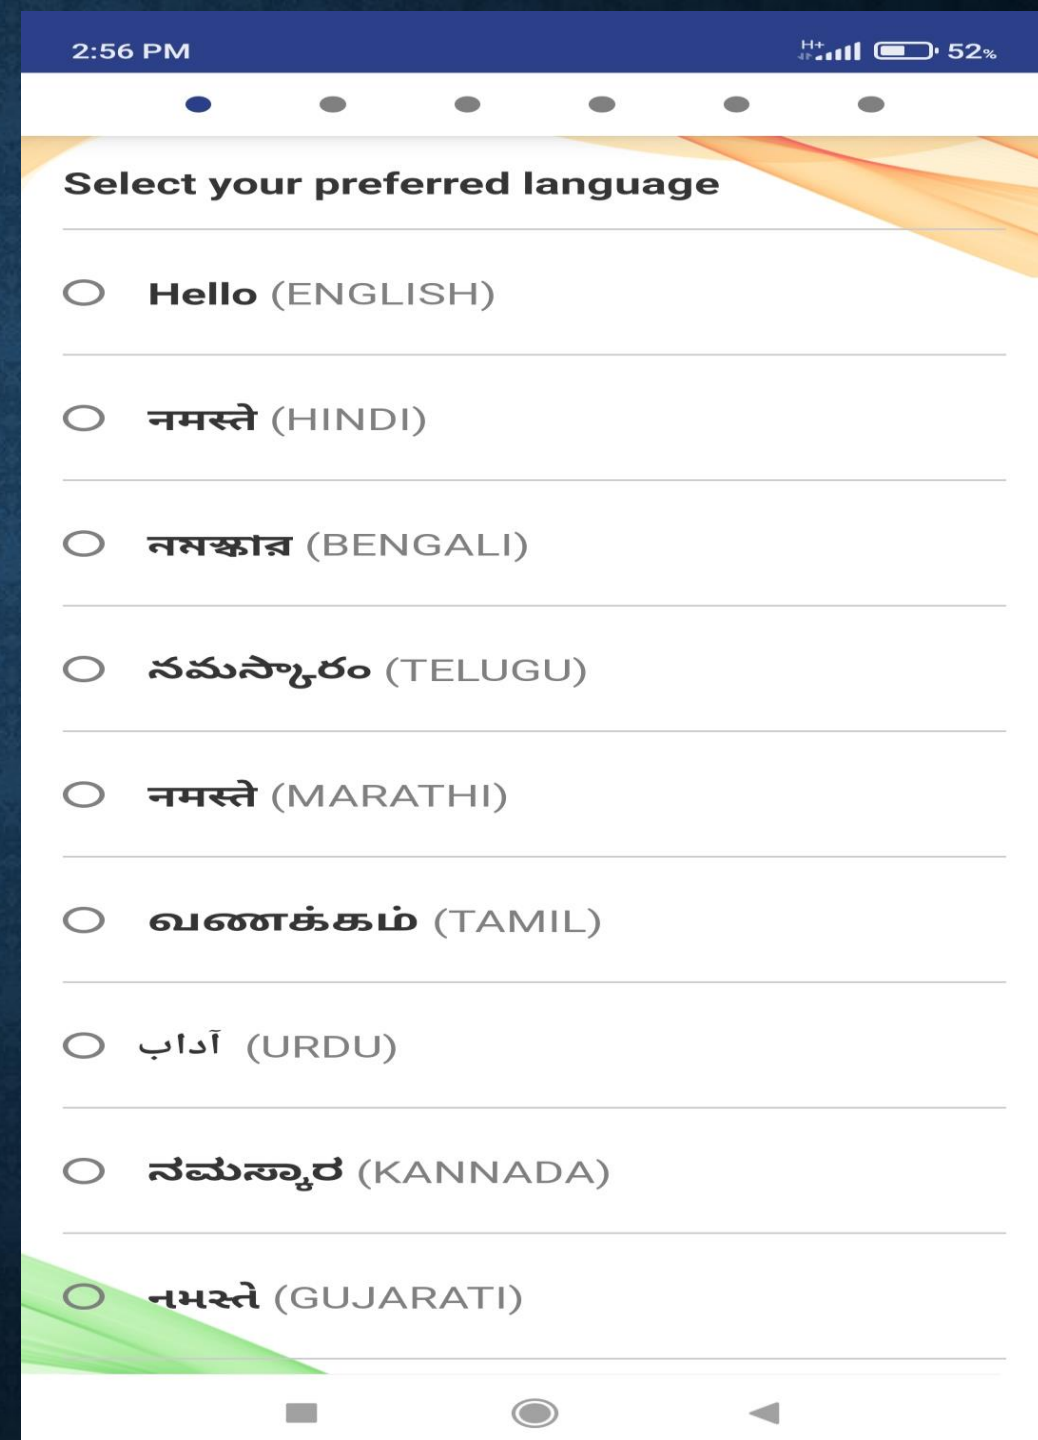 2:56 PM H+ 52%
Select your preferred language
Hello (ENGLISH)
नमस्ते (HINDI)
নমস্কার (BENGALI)
నమస్కారం (TELUGU)
नमस्ते (MARATHI)
வணக்கம் (TAMIL)
آداب (URDU)
ನಮಸ್ಕಾರ (KANNADA)
નમસ્તે (GUJARATI)